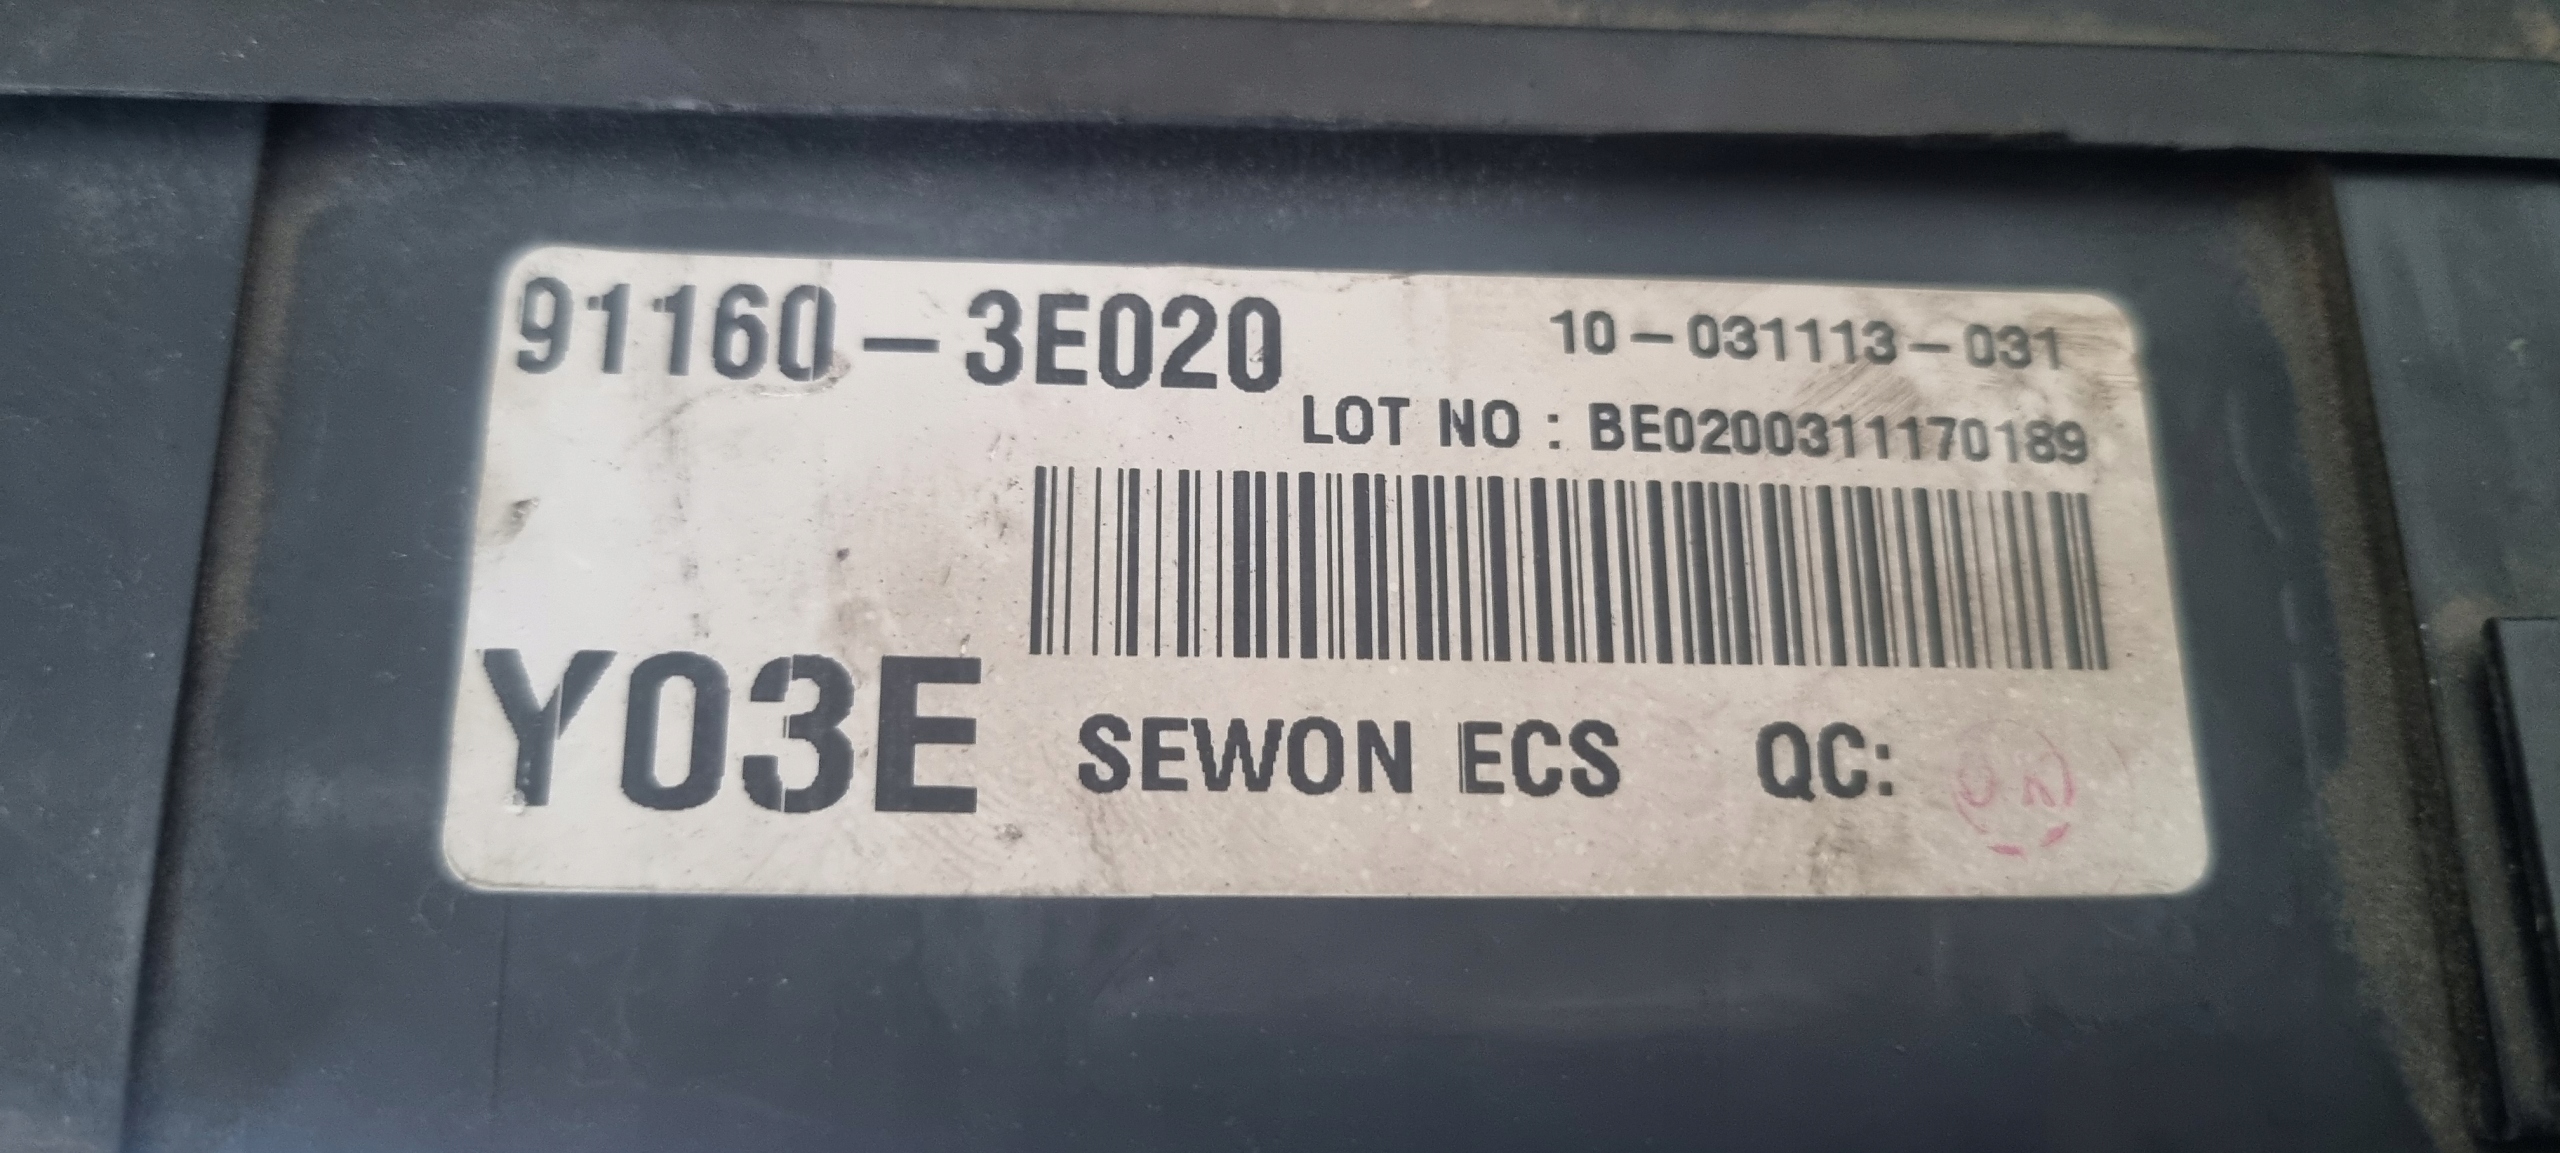 91160-3E020
10-031113-031
LOT NO : BE0200311170189
Y03E
SEWON ECS QC: